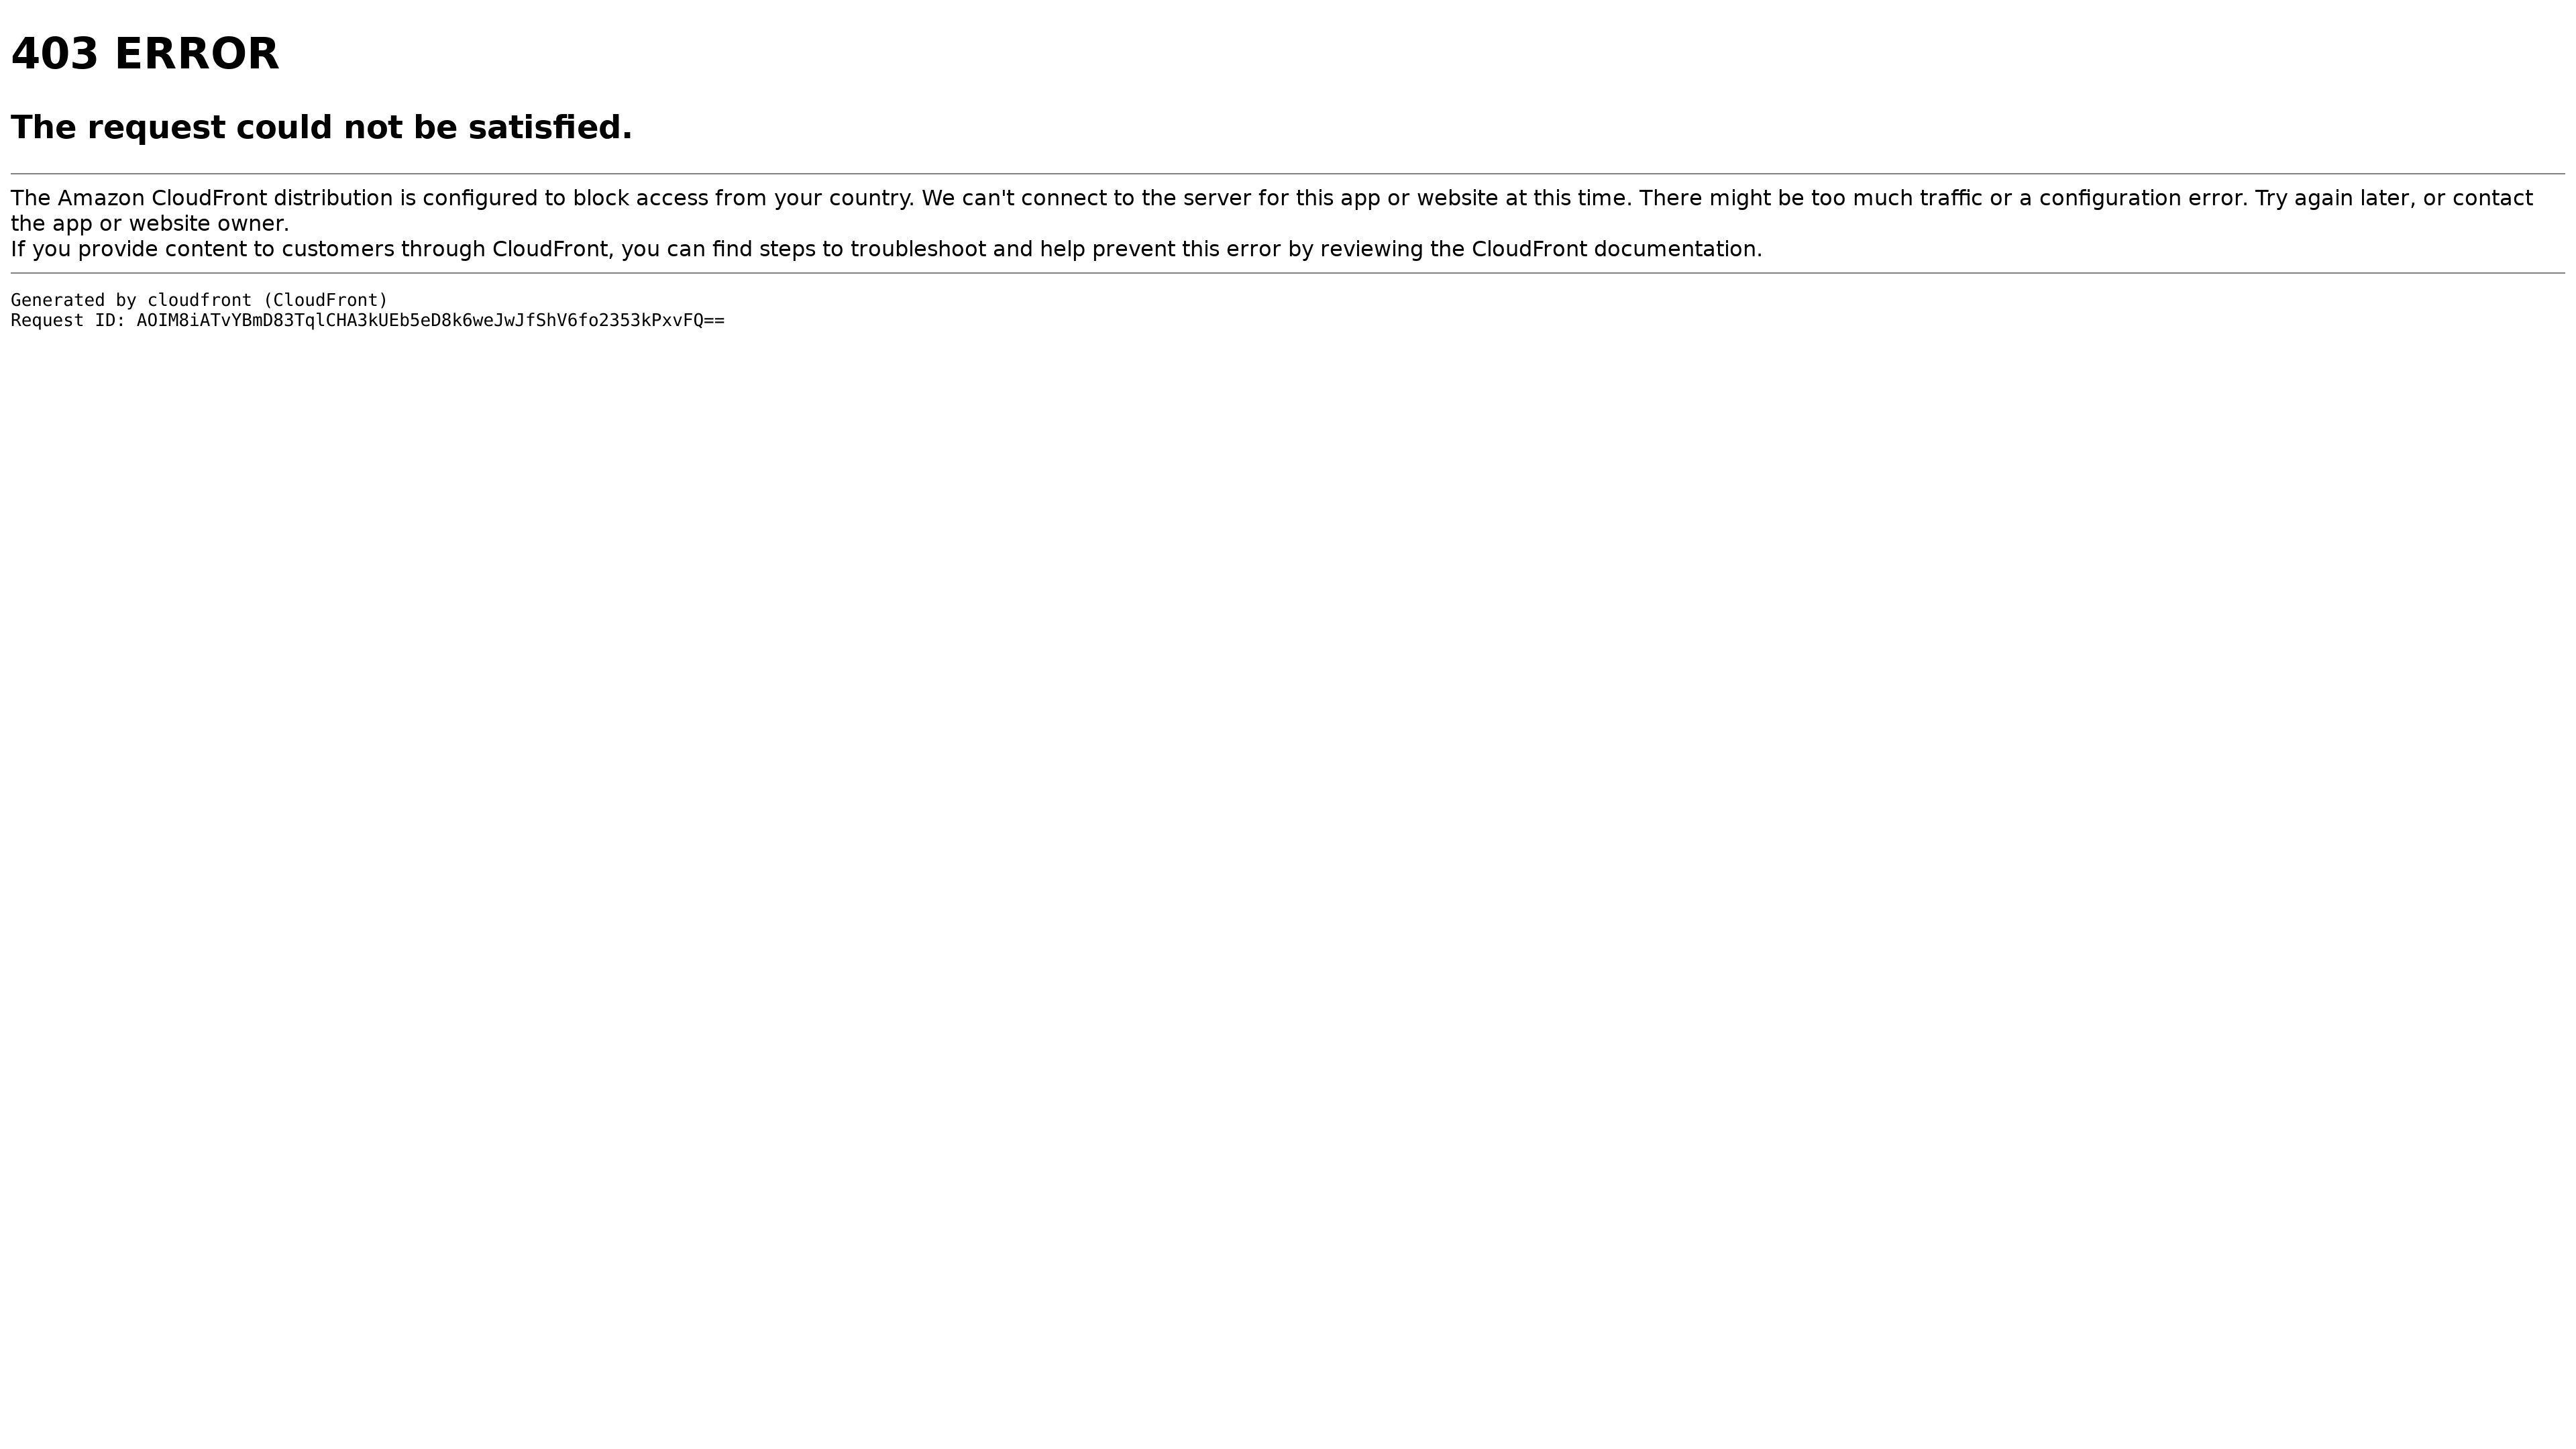 403 ERROR
The request could not be satisfied.
The Amazon CloudFront distribution is configured to block access from your country. We can't connect to the server for this app or website at this time. There might be too much traffic or a configuration error. Try again later, or contact
the app or website owner.
If you provide content to customers through CloudFront, you can find steps to troubleshoot and help prevent this error by reviewing the CloudFront documentation.
Generated by cloudfront (CloudFront)
Request ID: AOIM8iATvYBmD83TqlCHA3kUEb5eD8k6weJwJfShV6fo2353kPxvFQ==